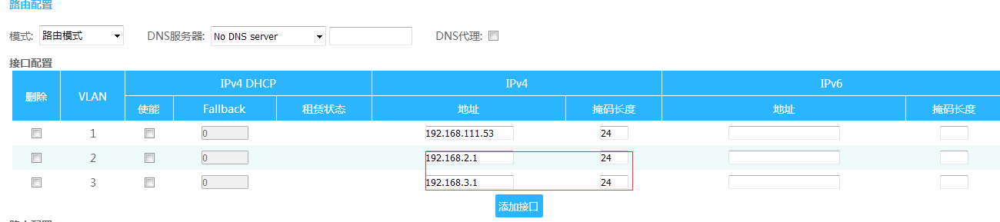 路由配置
模式: 路由模式 DNS服务器: No DNS server DNS代理:
接口配置
删除 VLAN IPv4 DHCP IPv4 IPv6
使能 Fallback 租赁状态 地址 掩码长度 地址 掩码长度
1 0 192.168.111.53 24
2 0 192.168.2.1 24
3 0 192.168.3.1 24
添加接口